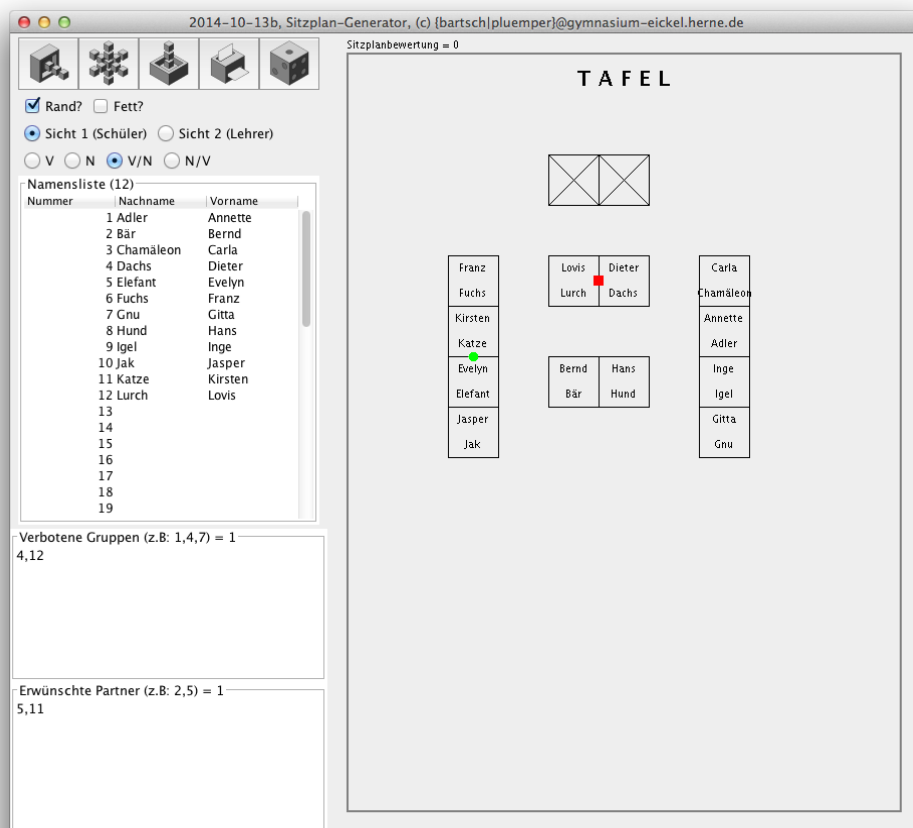 2014-10-13b, Sitzplan-Generator, (c) {bartsch|pluemper}@gymnasium-eickel.herne.de
Rand? Fett?
Sicht 1 (Schüler) Sicht 2 (Lehrer)
V N V/N N/V
Namensliste (12)
Nummer Nachname Vorname
1 Adler Annette
2 Bär Bernd
3 Chamäleon Carla
4 Dachs Dieter
5 Elefant Evelyn
6 Fuchs Franz
7 Gnu Gitta
8 Hund Hans
9 Igel Inge
10 Jak Jasper
11 Katze Kirsten
12 Lurch Lovis
13
14
15
16
17
18
19
Verbotene Gruppen (z.B: 1,4,7) = 1
4,12
Erwünschte Partner (z.B: 2,5) = 1
5,11
Sitzplanbewertung = 0
TAFEL
Franz Lovis Dieter Carla
Fuchs Lurch Dachs Chamäleon
Kirsten Annette
Katze Adler
Evelyn Bernd Hans Inge
Elefant Bär Hund Igel
Jasper Gitta
Jak Gnu